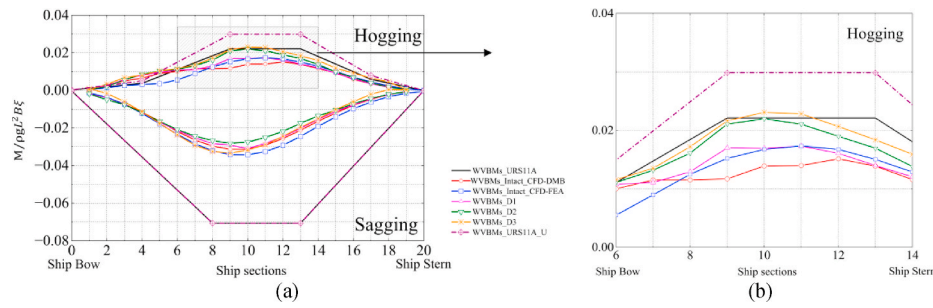 (a)
0.04
0.02
0.00
−0.02
−0.04
−0.06
−0.08
M/ρgL²Bξ
Hogging
Sagging
0 2 4 6 8 10 12 14 16 18 20
Ship Bow Ship sections Ship Stern
WVBMs_URS11A
WVBMs_Intact_CFD-DMB
WVBMs_Intact_CFD-FEA
WVBMs_D1
WVBMs_D2
WVBMs_D3
WVBMs_URS11A_U
(a)
(b)
0.04
0.02
0.00
Hogging
6 8 10 12 14
Ship Bow Ship sections Ship Stern
(b)